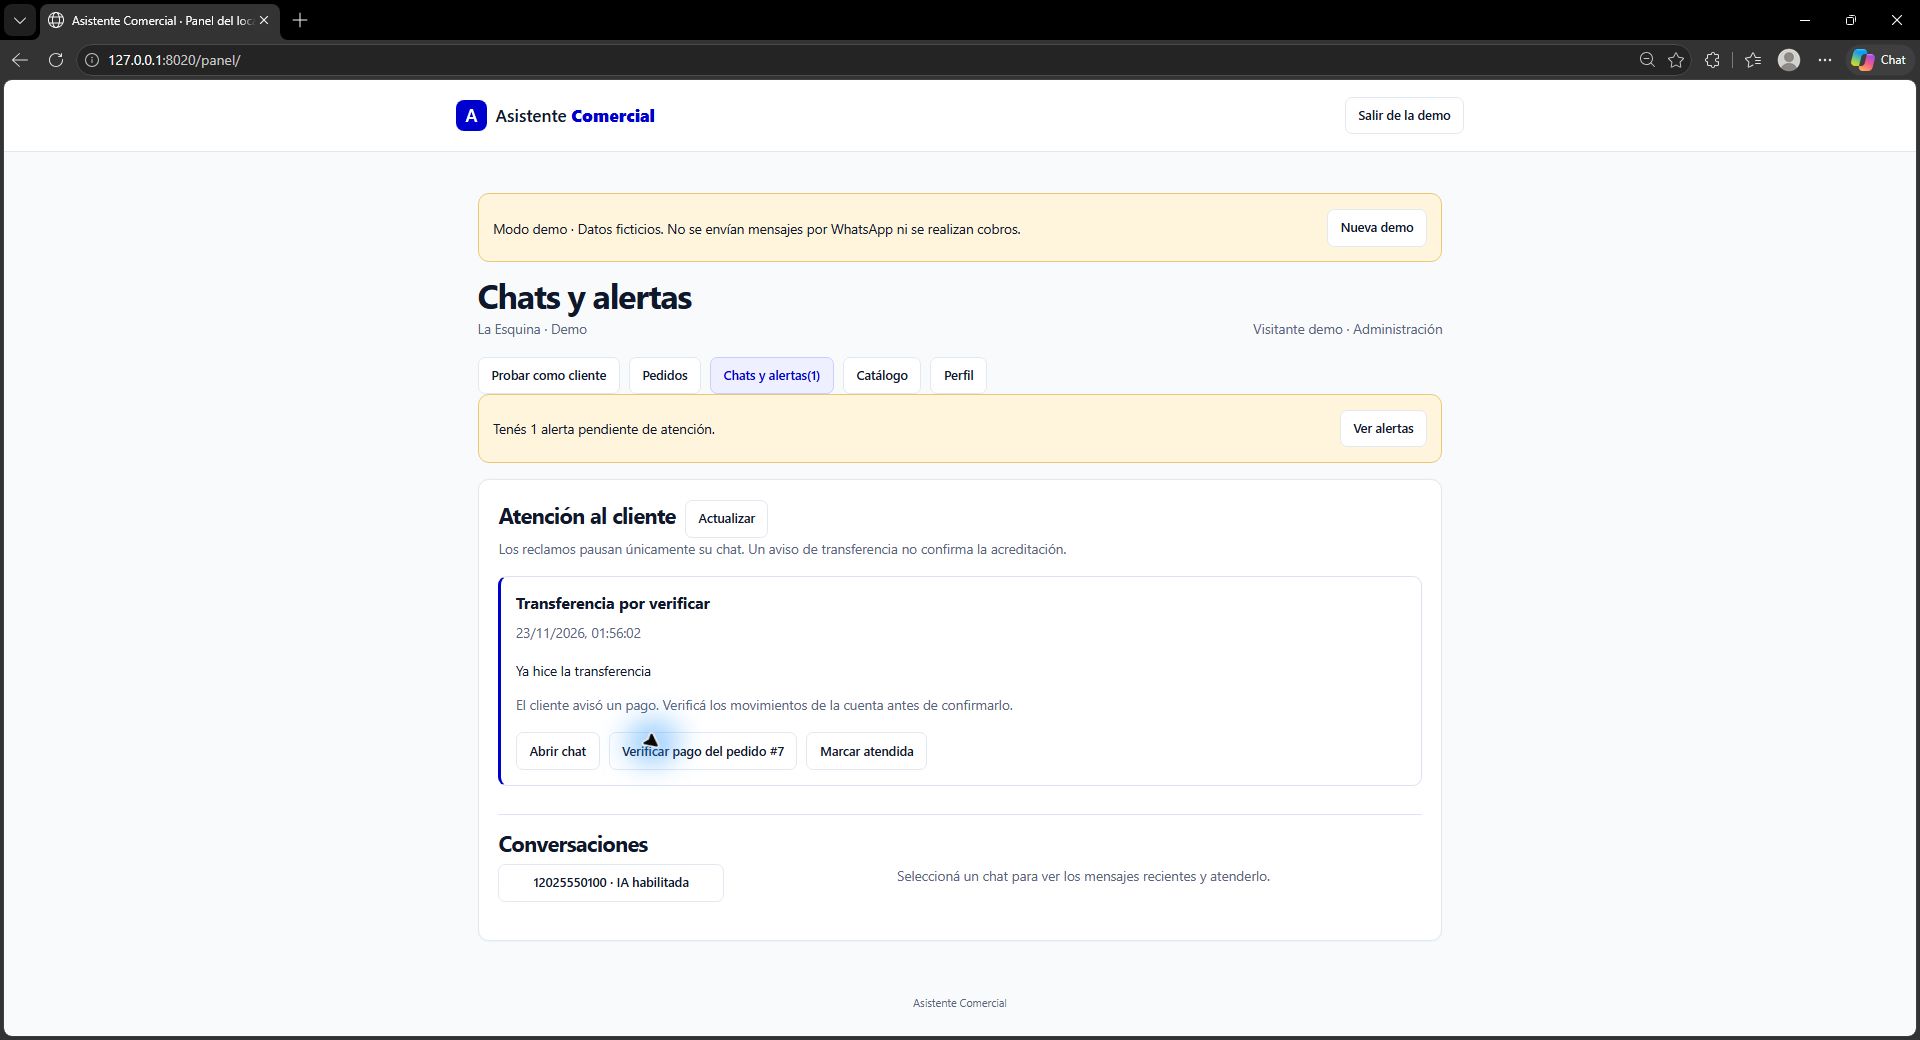 Asistente Comercial · Panel del loc
127.0.0.1:8020/panel/
Chat
A
Asistente Comercial
Salir de la demo
Modo demo · Datos ficticios. No se envían mensajes por WhatsApp ni se realizan cobros.
Nueva demo
Chats y alertas
La Esquina · Demo
Visitante demo · Administración
Probar como cliente
Pedidos
Chats y alertas(1)
Catálogo
Perfil
Tenés 1 alerta pendiente de atención.
Ver alertas
Atención al cliente
Actualizar
Los reclamos pausan únicamente su chat. Un aviso de transferencia no confirma la acreditación.
Transferencia por verificar
23/11/2026, 01:56:02
Ya hice la transferencia
El cliente avisó un pago. Verificá los movimientos de la cuenta antes de confirmarlo.
Abrir chat
Verificar pago del pedido #7
Marcar atendida
Conversaciones
12025550100 · IA habilitada
Seleccioná un chat para ver los mensajes recientes y atenderlo.
Asistente Comercial